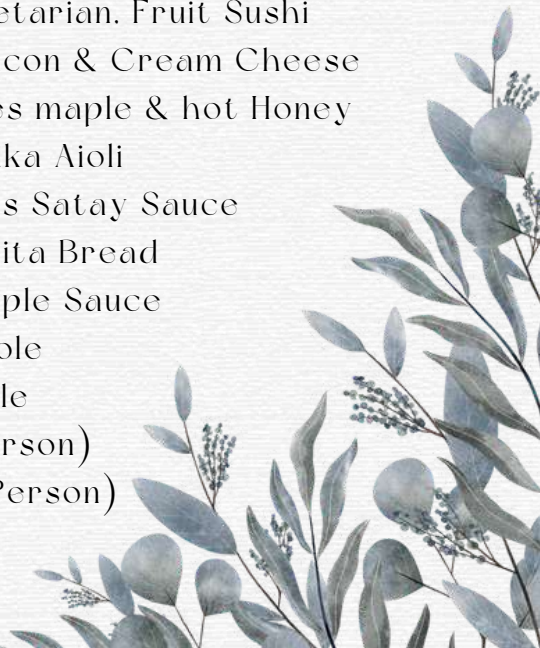 etarian, Fruit Sushi
con & Cream Cheese
es maple & hot Honey
ka Aioli
s Satay Sauce
ita Bread
ple Sauce
ole
le
rson)
Person)